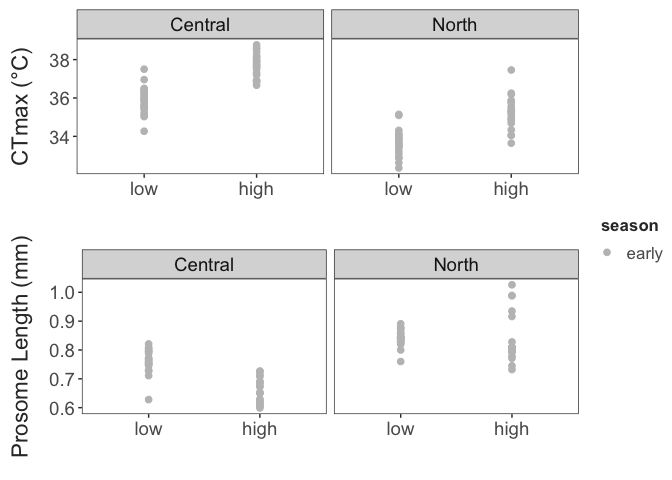 Central North
CTmax (°C)
38
36
34
low high low high
season
early
Central North
Prosome Length (mm)
1.0
0.9
0.8
0.7
0.6
low high low high